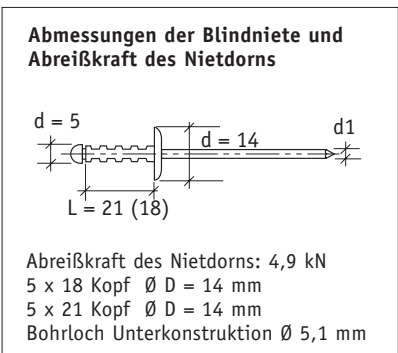 Abmessungen der Blindniete und
Abreißkraft des Nietdorns
d = 5
d = 14
d1
L = 21 (18)
Abreißkraft des Nietdorns: 4,9 kN
5 x 18 Kopf Ø D = 14 mm
5 x 21 Kopf Ø D = 14 mm
Bohrloch Unterkonstruktion Ø 5,1 mm